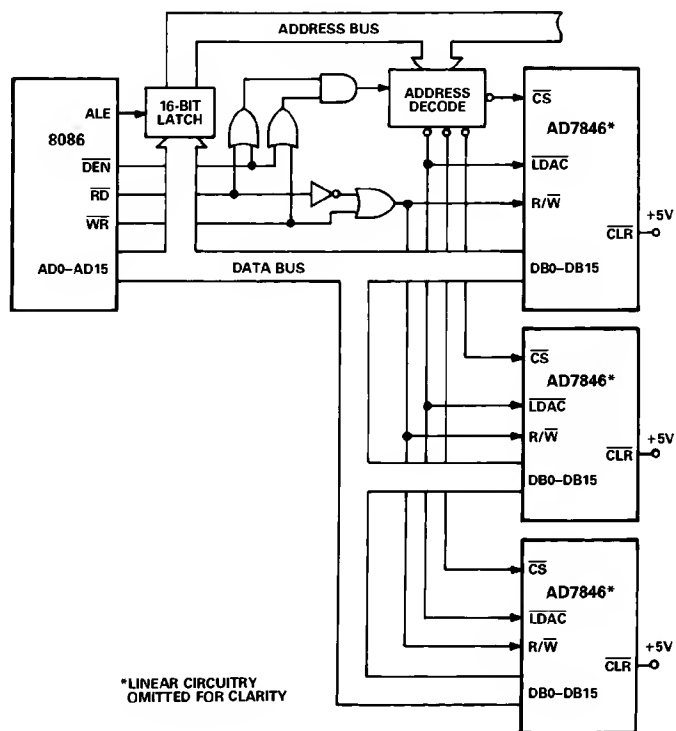 ADDRESS BUS
ALE
16-BIT
LATCH
8086
DEN
RD
WR
AD0–AD15
DATA BUS
ADDRESS
DECODE
CS
AD7846*
LDAC
R/W
+5V
CLR
DB0–DB15
CS
AD7846*
LDAC
R/W
+5V
CLR
DB0–DB15
CS
AD7846*
LDAC
R/W
+5V
CLR
DB0–DB15
*LINEAR CIRCUITRY
OMITTED FOR CLARITY